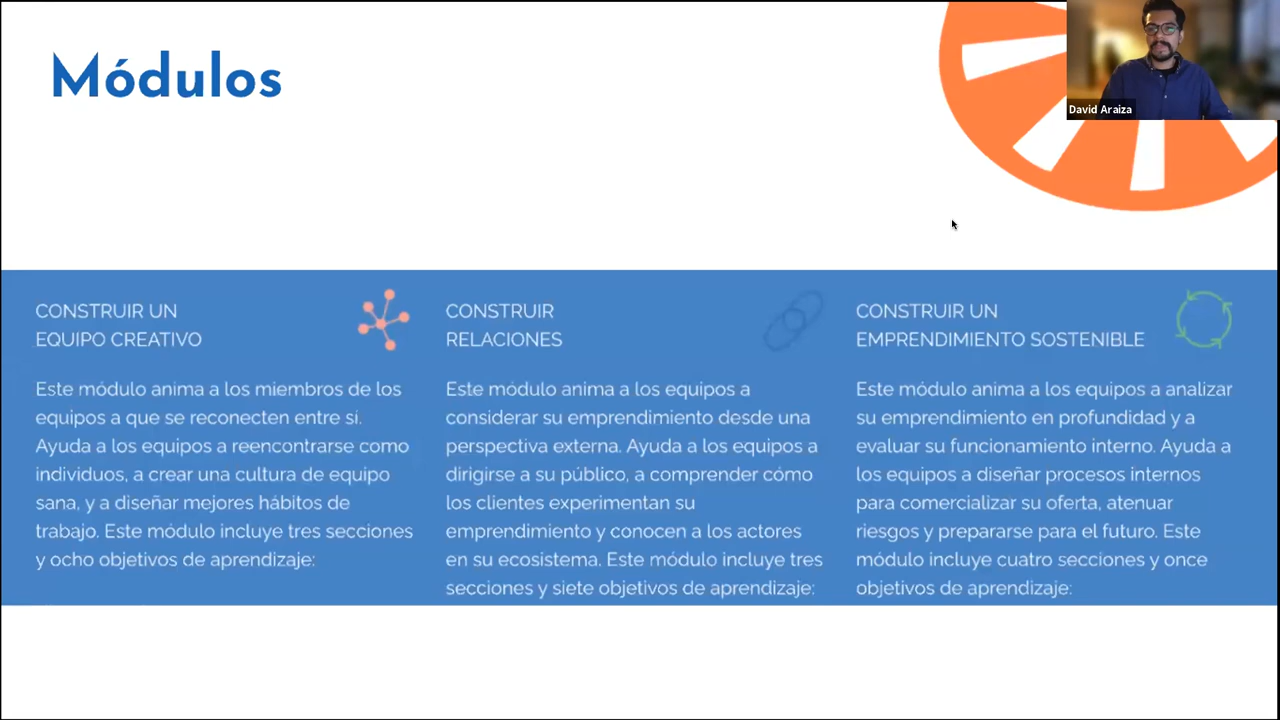 Módulos
David Araiza
CONSTRUIR UN
EQUIPO CREATIVO
Este módulo anima a los miembros de los
equipos a que se reconecten entre sí.
Ayuda a los equipos a reencontrarse como
individuos, a crear una cultura de equipo
sana, y a diseñar mejores hábitos de
trabajo. Este módulo incluye tres secciones
y ocho objetivos de aprendizaje:
CONSTRUIR
RELACIONES
Este módulo anima a los equipos a
considerar su emprendimiento desde una
perspectiva externa. Ayuda a los equipos a
dirigirse a su público, a comprender cómo
los clientes experimentan su
emprendimiento y conocen a los actores
en su ecosistema. Este módulo incluye tres
secciones y siete objetivos de aprendizaje:
CONSTRUIR UN
EMPRENDIMIENTO SOSTENIBLE
Este módulo anima a los equipos a analizar
su emprendimiento en profundidad y a
evaluar su funcionamiento interno. Ayuda a
los equipos a diseñar procesos internos
para comercializar su oferta, atenuar
riesgos y prepararse para el futuro. Este
módulo incluye cuatro secciones y once
objetivos de aprendizaje: